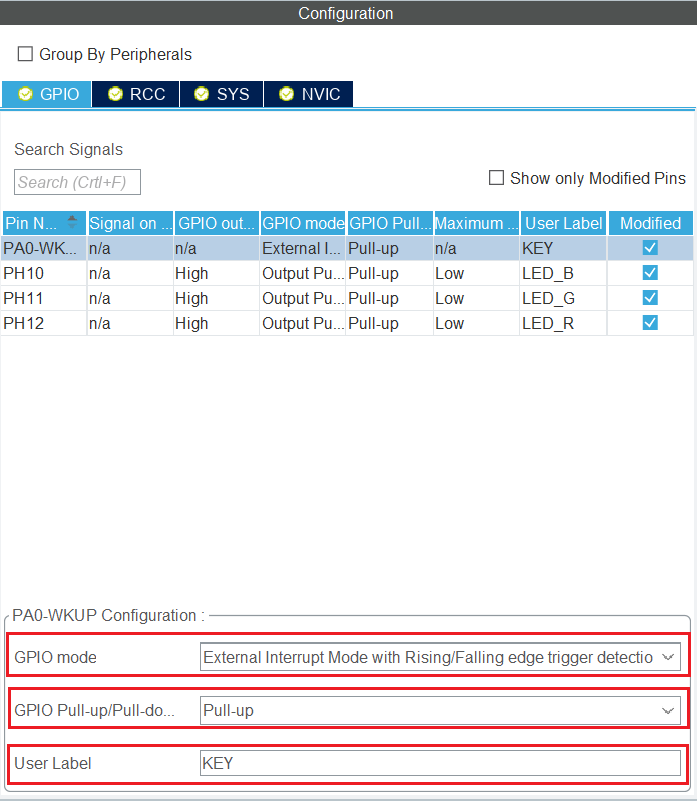 Configuration
Group By Peripherals
GPIO RCC SYS NVIC
Search Signals
Search (Crtl+F)
Show only Modified Pins
Pin N... Signal on ... GPIO out... GPIO mode GPIO Pull... Maximum ... User Label Modified
PA0-WK... n/a n/a External I... Pull-up n/a KEY
PH10 n/a High Output Pu... Pull-up Low LED_B
PH11 n/a High Output Pu... Pull-up Low LED_G
PH12 n/a High Output Pu... Pull-up Low LED_R
PA0-WKUP Configuration :
GPIO mode External Interrupt Mode with Rising/Falling edge trigger detectio
GPIO Pull-up/Pull-do... Pull-up
User Label KEY